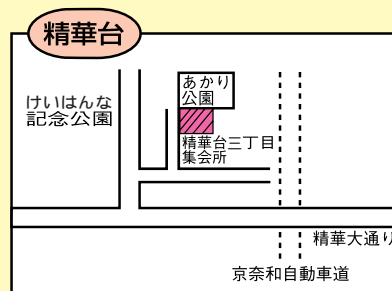 精華台
あかり
公園
けいはんな
記念公園
精華台三丁目
集会所
精華大通り
京奈和自動車道